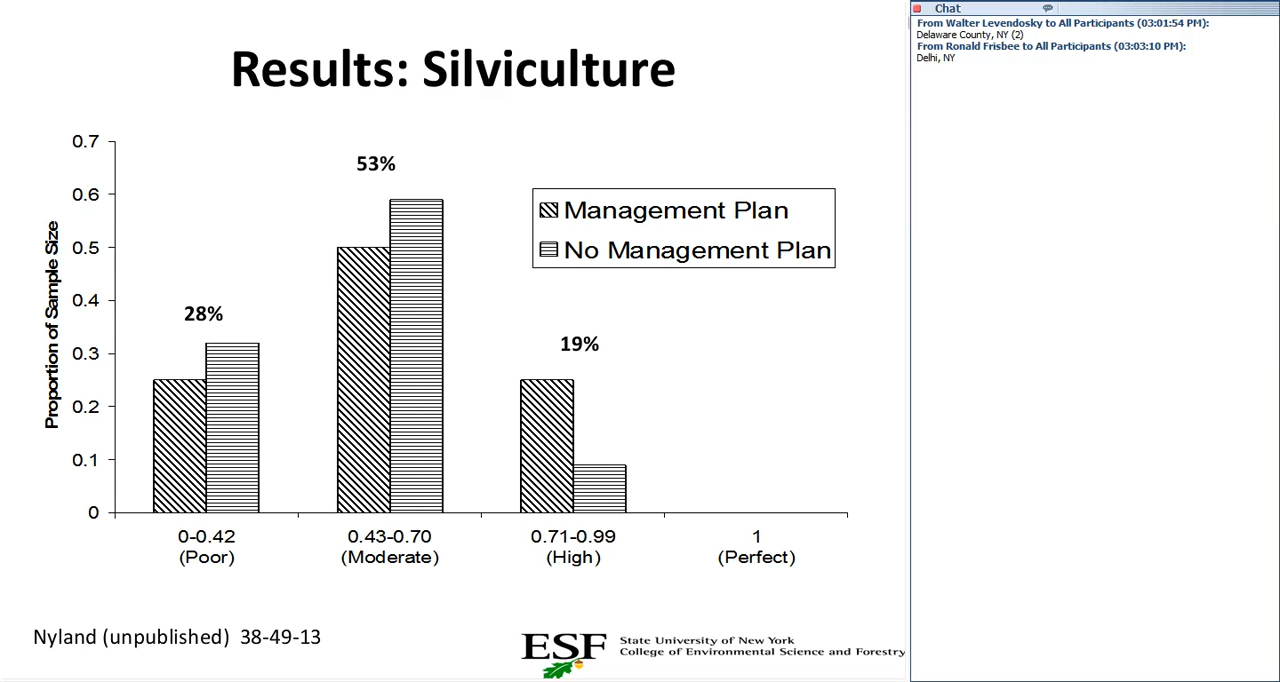 Results: Silviculture
Proportion of Sample Size
0.7
0.6
0.5
0.4
0.3
0.2
0.1
0
28%
53%
19%
Management Plan
No Management Plan
0-0.42
(Poor)
0.43-0.70
(Moderate)
0.71-0.99
(High)
1
(Perfect)
Nyland (unpublished) 38-49-13
ESF
State University of New York
College of Environmental Science and Forestry
Chat
From Walter Levendosky to All Participants (03:01:54 PM):
Delaware County, NY (2)
From Ronald Frisbee to All Participants (03:03:10 PM):
Delhi, NY